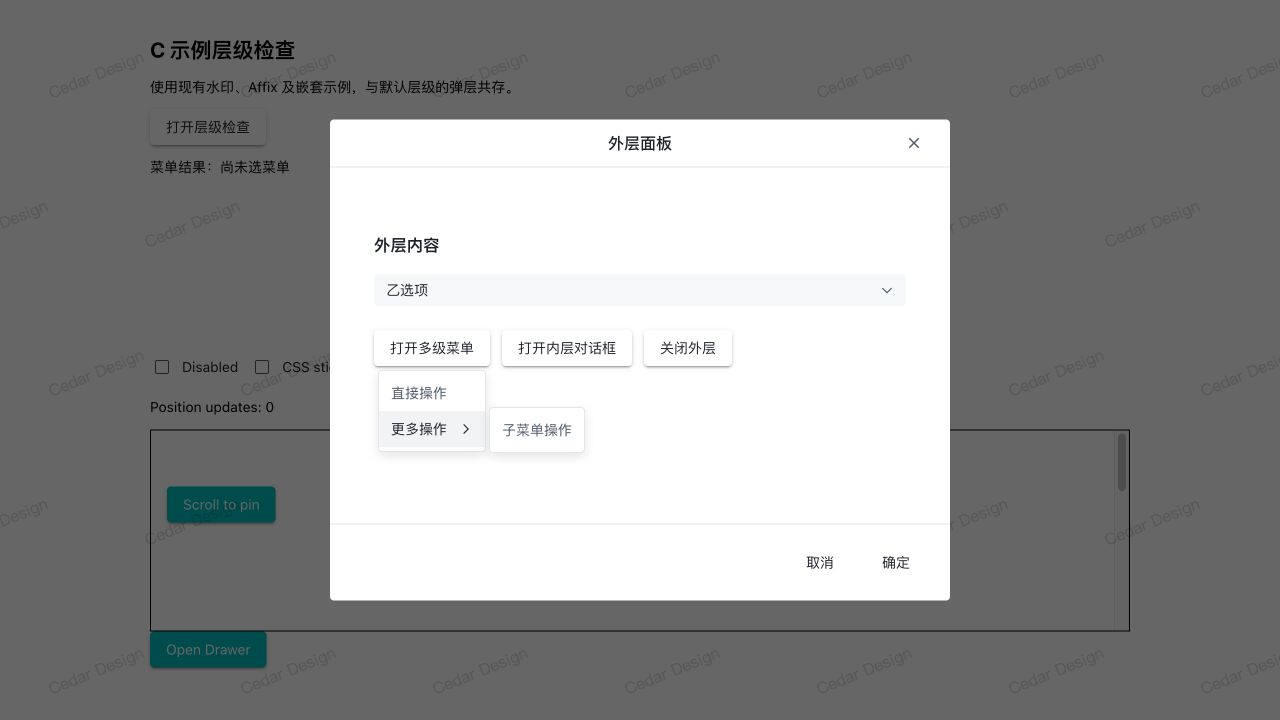 C 示例层级检查
使用现有水印、Affix 及嵌套示例，与默认层级的弹层共存。
打开层级检查
菜单结果：尚未选菜单
外层面板
外层内容
乙选项
打开多级菜单 打开内层对话框 关闭外层
直接操作
更多操作
子菜单操作
取消 确定
Disabled CSS sti
Position updates: 0
Scroll to pin
Open Drawer
Cedar Design